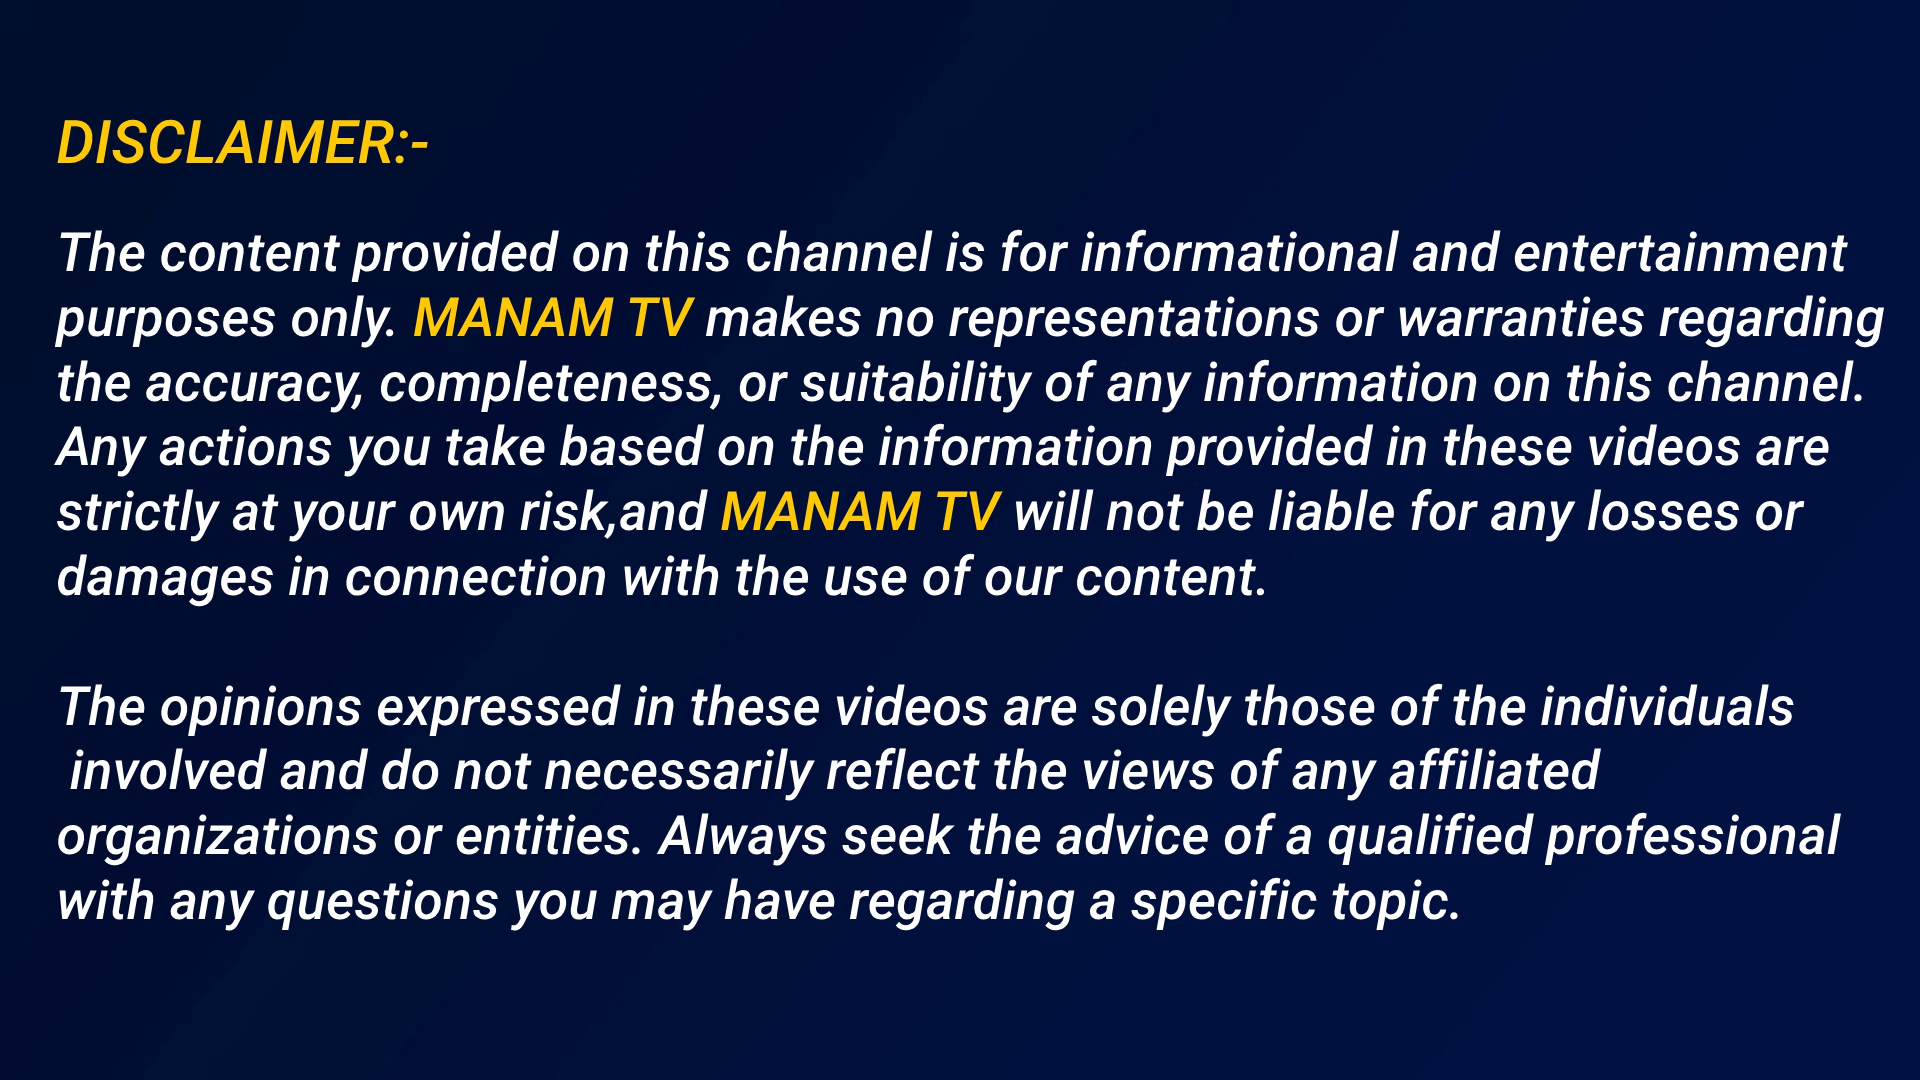 DISCLAIMER:-
The content provided on this channel is for informational and entertainment
purposes only. MANAM TV makes no representations or warranties regarding
the accuracy, completeness, or suitability of any information on this channel.
Any actions you take based on the information provided in these videos are
strictly at your own risk,and MANAM TV will not be liable for any losses or
damages in connection with the use of our content.
The opinions expressed in these videos are solely those of the individuals
involved and do not necessarily reflect the views of any affiliated
organizations or entities. Always seek the advice of a qualified professional
with any questions you may have regarding a specific topic.